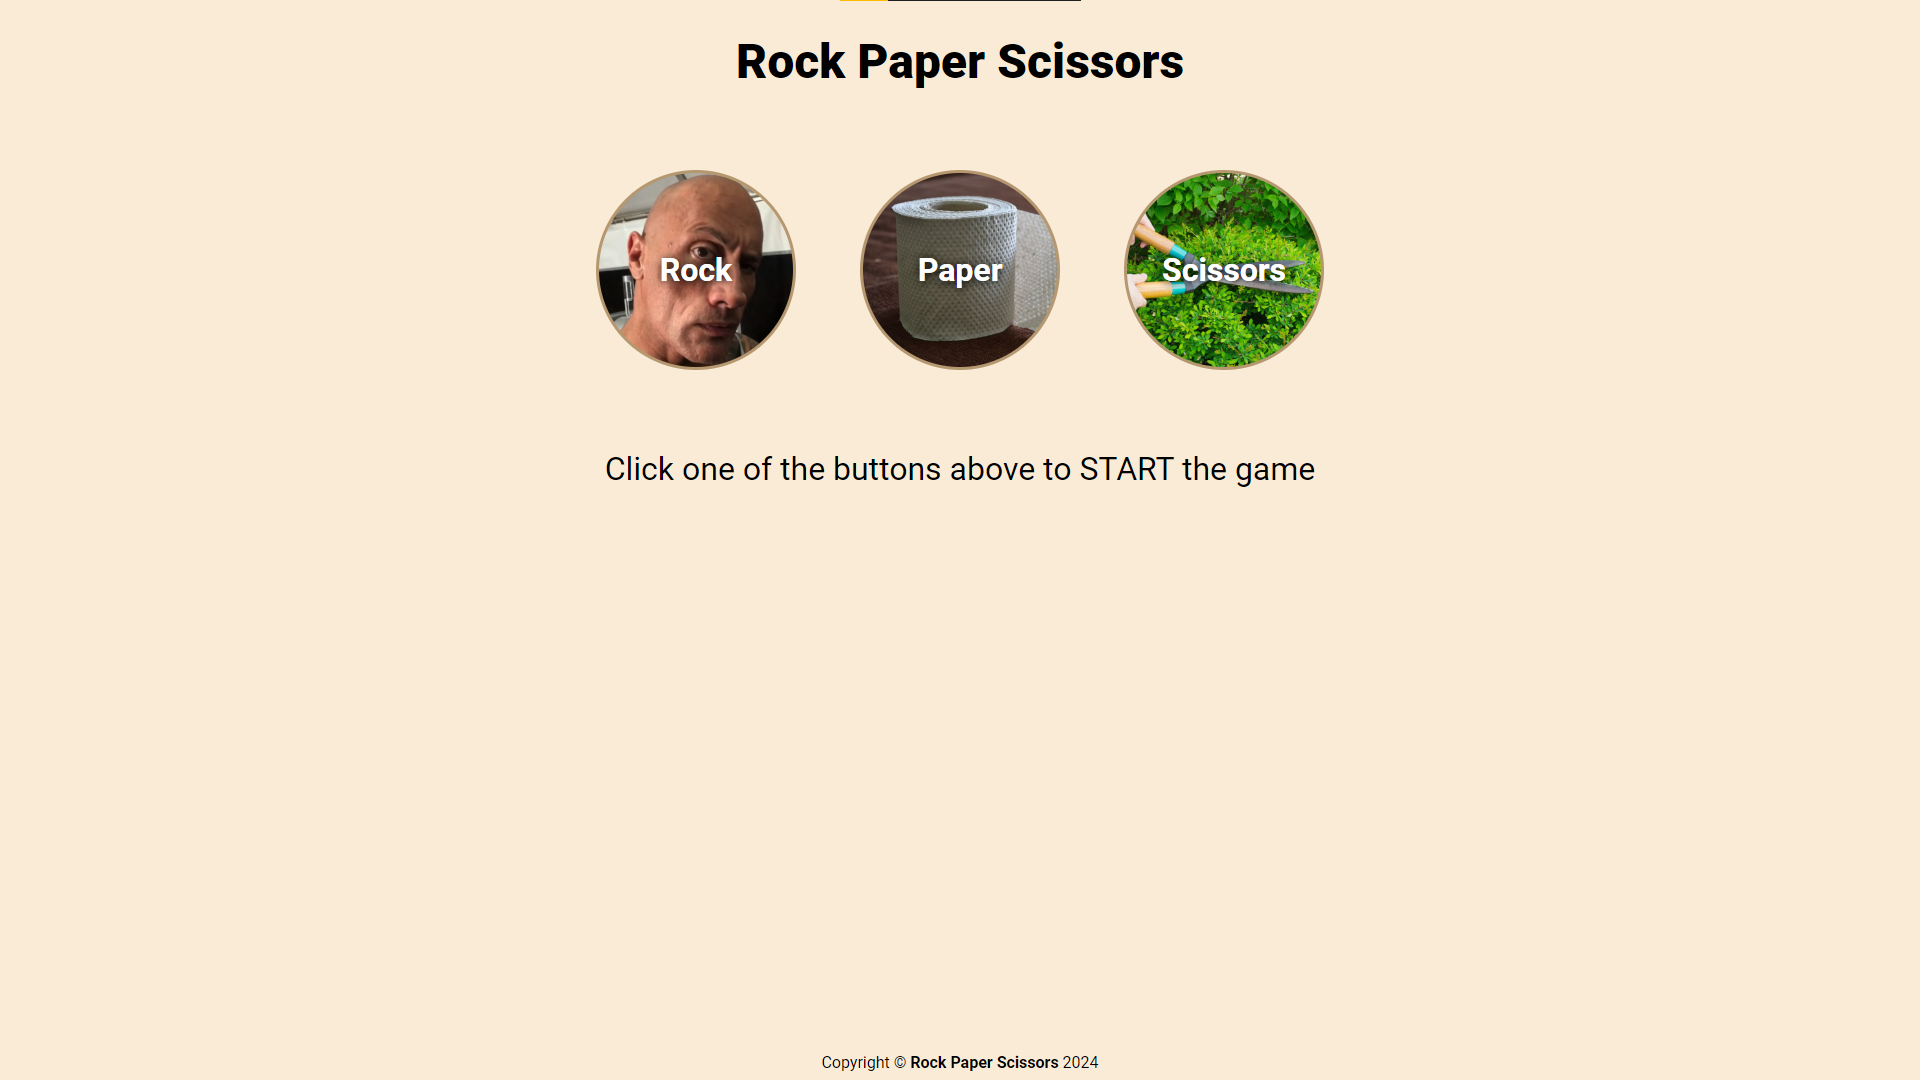 Rock Paper Scissors
Rock
Paper
Scissors
Click one of the buttons above to START the game
Copyright © Rock Paper Scissors 2024